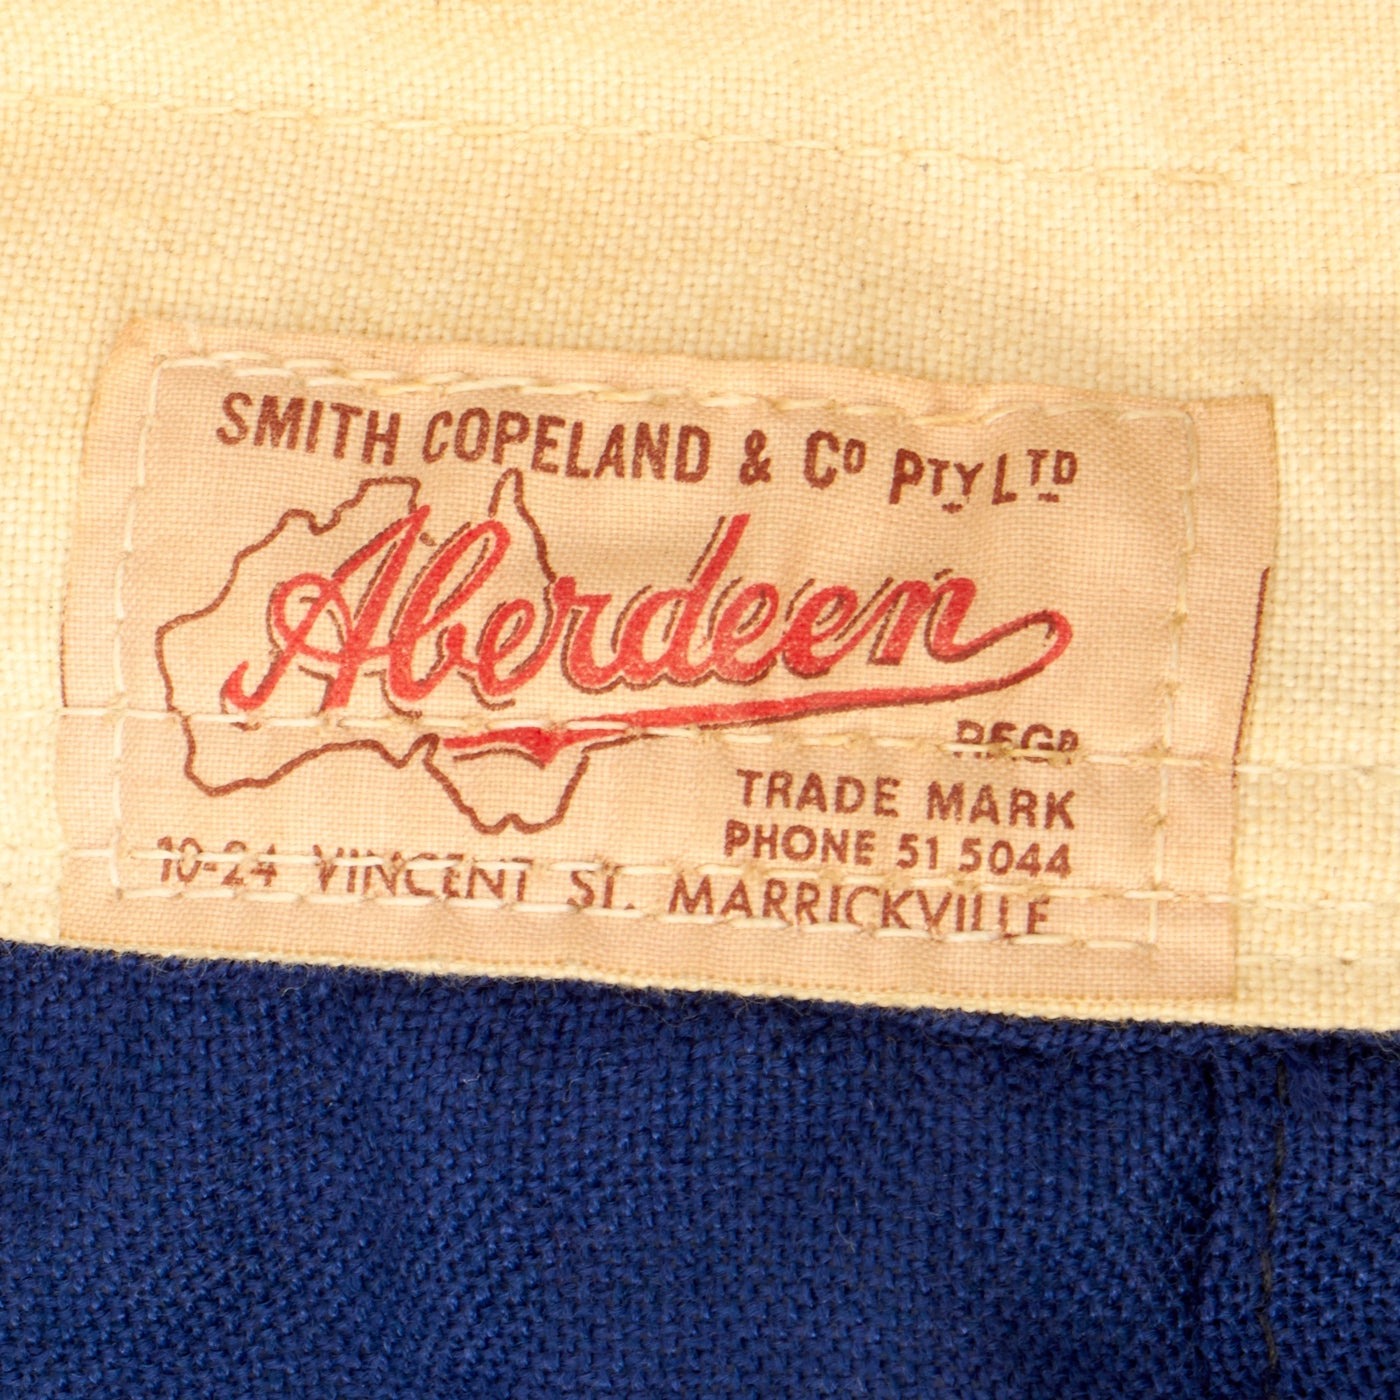 SMITH COPELAND & Co PTY LTD
Aberdeen
REGD
TRADE MARK
PHONE 51 5044
10-24 VINCENT ST. MARRICKVILLE